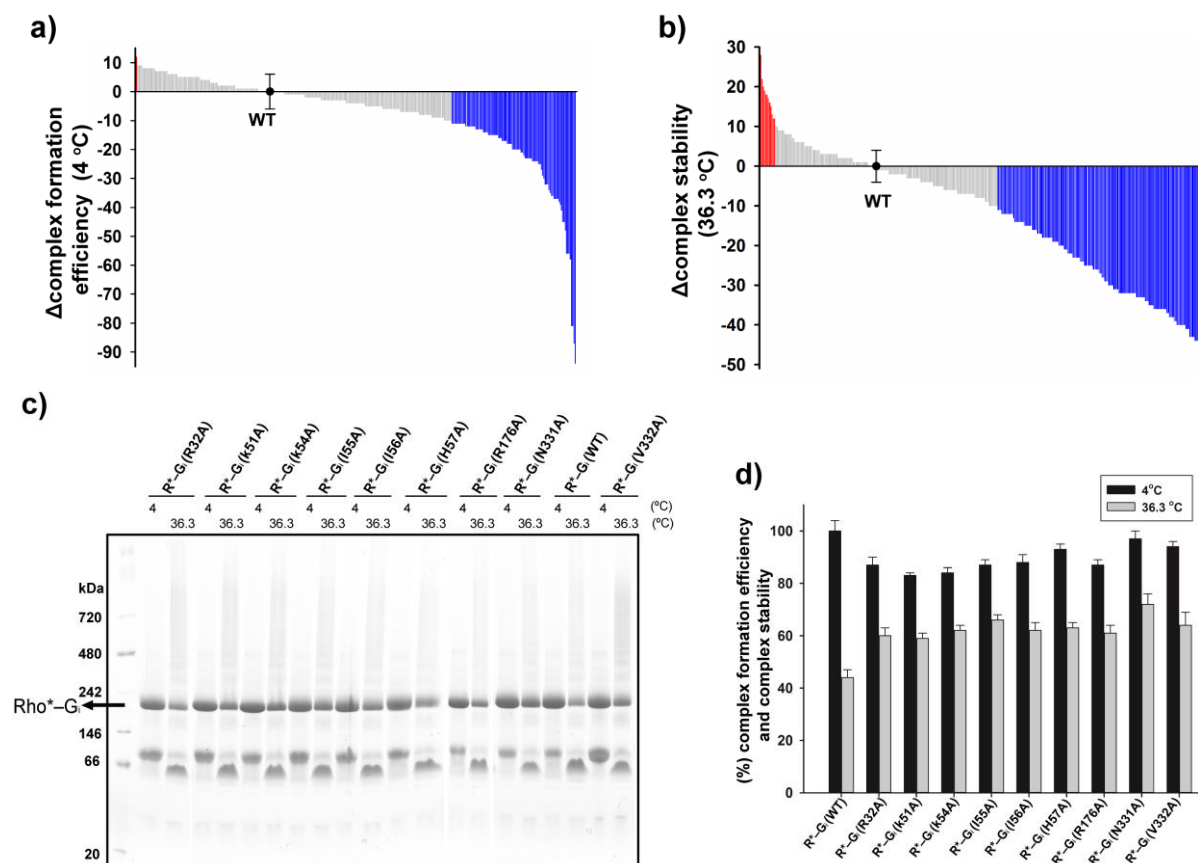 a)
Δcomplex formation
efficiency (4 °C)
10
0
-10
-20
-30
-40
-50
-60
-70
-80
-90
WT
b)
Δcomplex stability
(36.3 °C)
30
20
10
0
-10
-20
-30
-40
-50
WT
c)
R*–Gᵢ(R32A)
R*–Gᵢ(k51A)
R*–Gᵢ(k54A)
R*–Gᵢ(I55A)
R*–Gᵢ(I56A)
R*–Gᵢ(H57A)
R*–Gᵢ(R176A)
R*–Gᵢ(N331A)
R*–Gᵢ(WT)
R*–Gᵢ(V332A)
4 4 4 4 4 4 4 4 4 4 (ºC)
36.3 36.3 36.3 36.3 36.3 36.3 36.3 36.3 36.3 36.3 (ºC)
kDa
720
480
242
Rho*–Gᵢ
146
66
20
d)
4°C
36.3 °C
(%) complex formation efficiency
and complex stability
100
80
60
40
20
0
R*–Gᵢ(WT)
R*–Gᵢ(R32A)
R*–Gᵢ(k51A)
R*–Gᵢ(k54A)
R*–Gᵢ(I55A)
R*–Gᵢ(I56A)
R*–Gᵢ(H57A)
R*–Gᵢ(R176A)
R*–Gᵢ(N331A)
R*–Gᵢ(V332A)